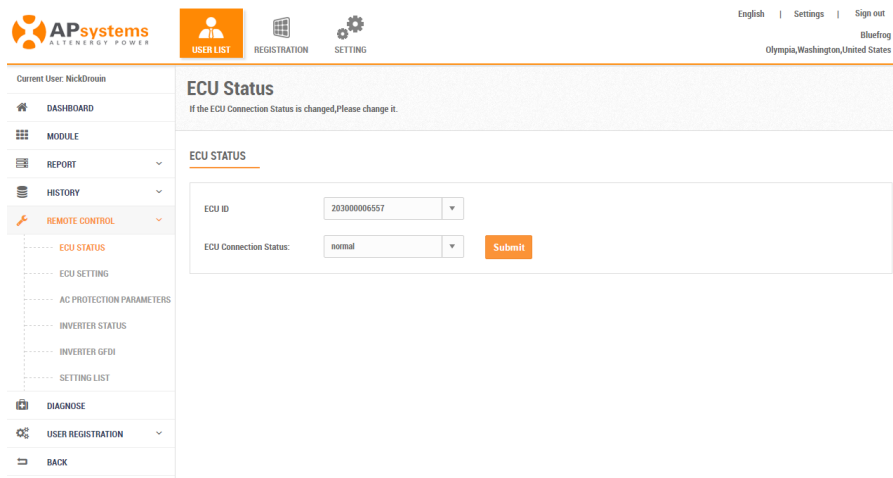 APsystems
ALTENERGY POWER
USER LIST
REGISTRATION
SETTING
English | Settings | Sign out
Bluefrog
Olympia,Washington,United States
Current User: NickDrouin
DASHBOARD
MODULE
REPORT
HISTORY
REMOTE CONTROL
ECU STATUS
ECU SETTING
AC PROTECTION PARAMETERS
INVERTER STATUS
INVERTER GFDI
SETTING LIST
DIAGNOSE
USER REGISTRATION
BACK
ECU Status
If the ECU Connection Status is changed,Please change it.
ECU STATUS
ECU ID 203000006557
ECU Connection Status: normal Submit